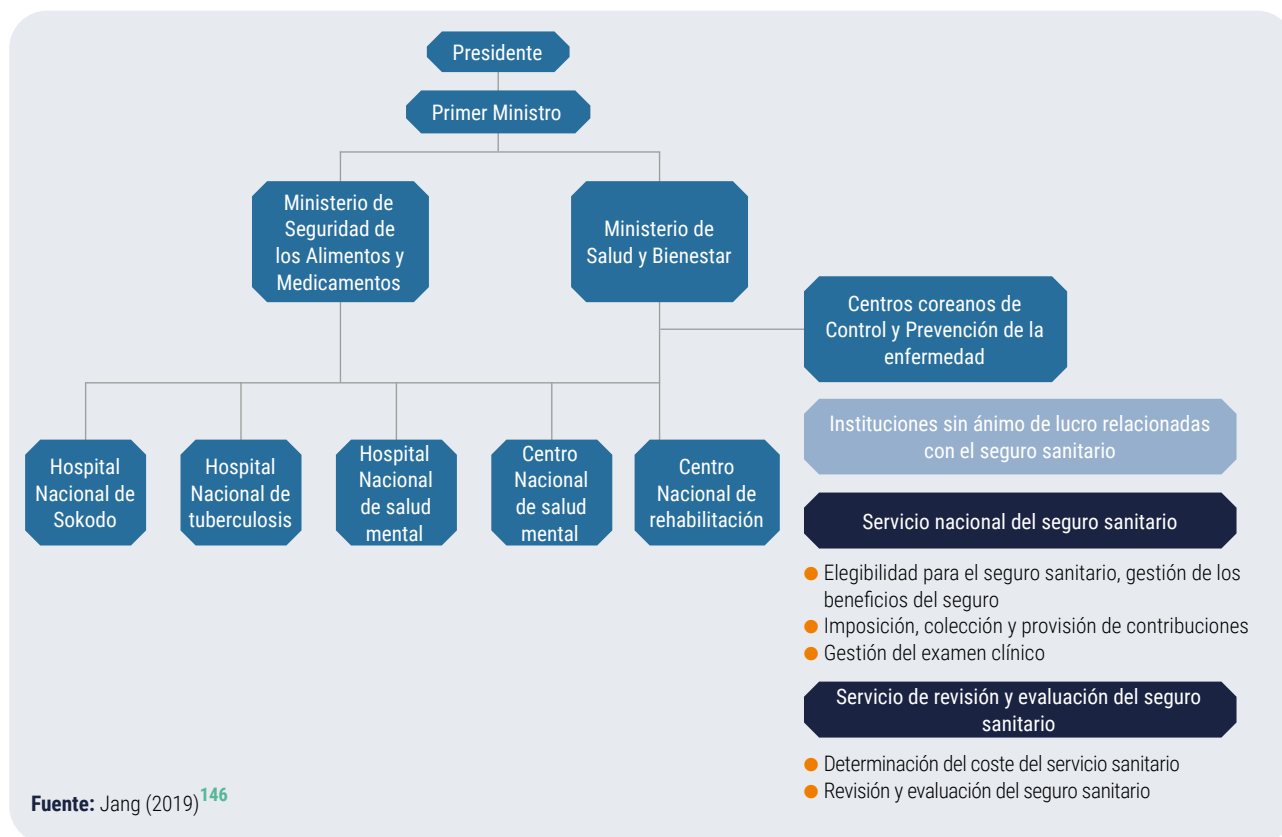 Presidente
Primer Ministro
Ministerio de
Seguridad de
los Alimentos y
Medicamentos
Ministerio de
Salud y Bienestar
Centros coreanos de
Control y Prevención de la
enfermedad
Hospital
Nacional de
Sokodo
Hospital
Nacional de
tuberculosis
Hospital
Nacional
de salud
mental
Centro
Nacional
de salud
mental
Centro
Nacional de
rehabilitación
Instituciones sin ánimo de lucro relacionadas
con el seguro sanitario
Servicio nacional del seguro sanitario
Elegibilidad para el seguro sanitario, gestión de los
beneficios del seguro
Imposición, colección y provisión de contribuciones
Gestión del examen clínico
Servicio de revisión y evaluación del seguro
sanitario
Determinación del coste del servicio sanitario
Revisión y evaluación del seguro sanitario
Fuente: Jang (2019)146